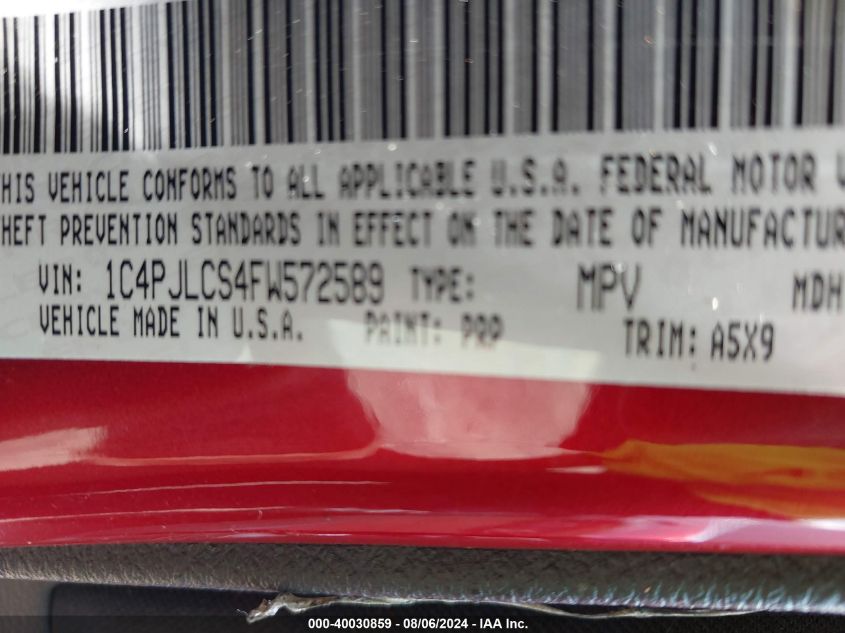 THIS VEHICLE CONFORMS TO ALL APPLICABLE U.S.A. FEDERAL MOTOR V
HEFT PREVENTION STANDARDS IN EFFECT ON THE DATE OF MANUFACTUR
VIN: 1C4PJLCS4FW572589 TYPE: MPV MDH
VEHICLE MADE IN U.S.A. PAINT: PRP TRIM: A5X9
000-40030859 - 08/06/2024 - IAA Inc.